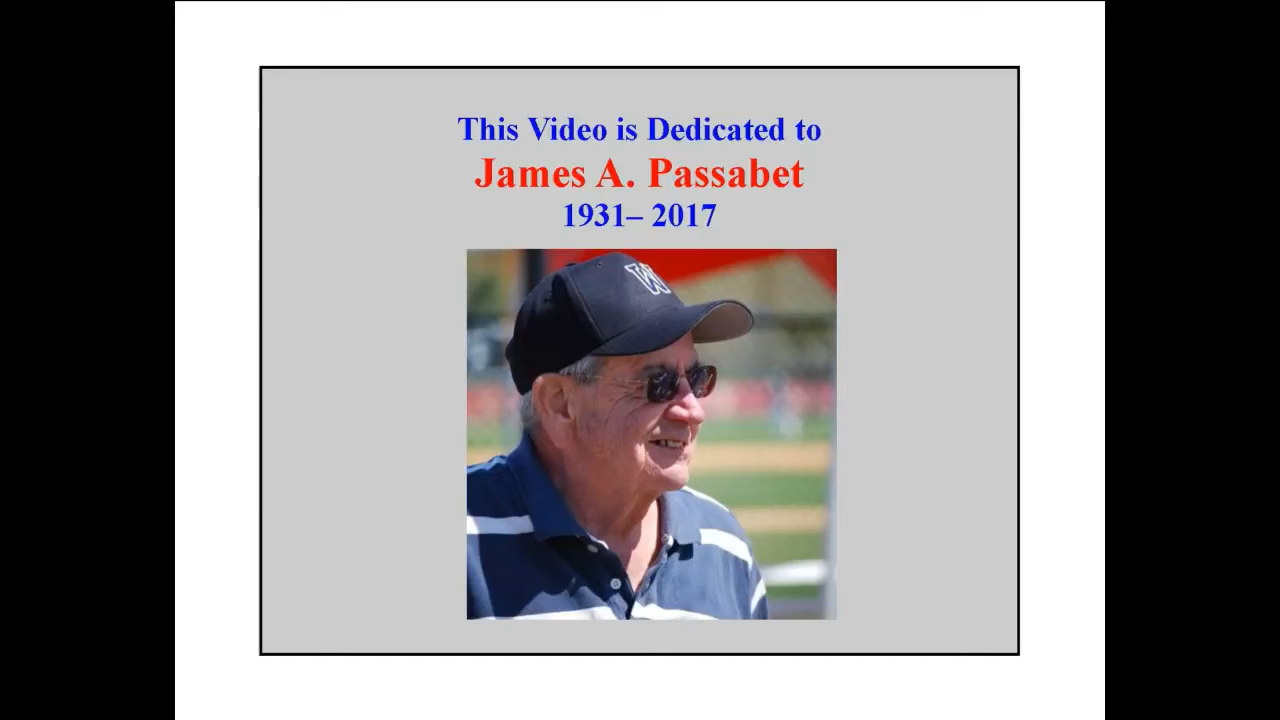 This Video is Dedicated to
James A. Passabet
1931– 2017
W